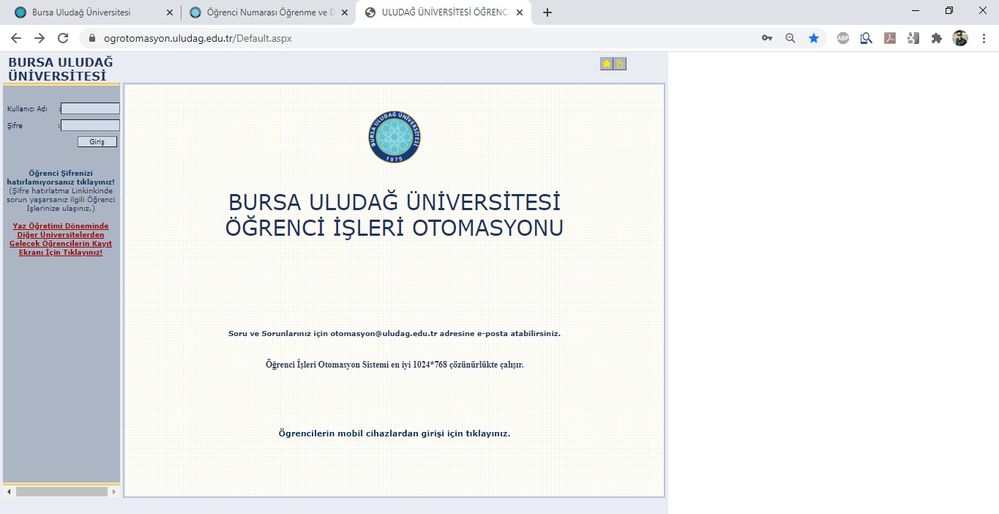 Bursa Uludağ Üniversitesi
Öğrenci Numarası Öğrenme ve D
ULUDAĞ ÜNİVERSİTESİ ÖĞRENCİ
ogrotomasyon.uludag.edu.tr/Default.aspx
ABP
BURSA ULUDAĞ
ÜNİVERSİTESİ
Kullanıcı Adı :
Şifre :
Giriş
Öğrenci Şifrenizi
hatırlamıyorsanız tıklayınız!
(Şifre hatırlatma Linkinkinde
sorun yaşarsanız ilgili Öğrenci
İşlerinize ulaşınız.)
Yaz Öğretimi Döneminde
Diğer Üniversitelerden
Gelecek Öğrencilerin Kayıt
Ekranı İçin Tıklayınız!
BURSA ULUDAĞ ÜNİVERSİTESİ
1975
BURSA ULUDAĞ ÜNİVERSİTESİ
ÖĞRENCİ İŞLERİ OTOMASYONU
Soru ve Sorunlarınız için otomasyon@uludag.edu.tr adresine e-posta atabilirsiniz.
Öğrenci İşleri Otomasyon Sistemi en iyi 1024*768 çözünürlükte çalışır.
Ögrencilerin mobil cihazlardan girişi için tıklayınız.